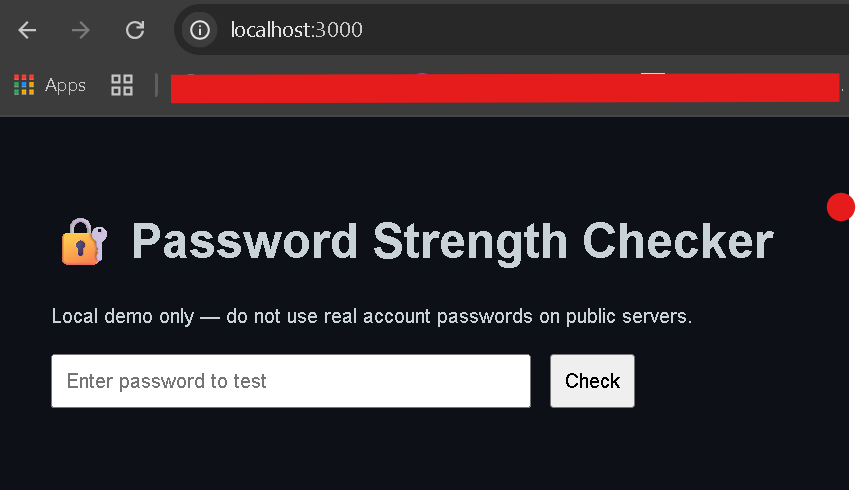 localhost:3000
Apps
Password Strength Checker
Local demo only — do not use real account passwords on public servers.
Enter password to test
Check